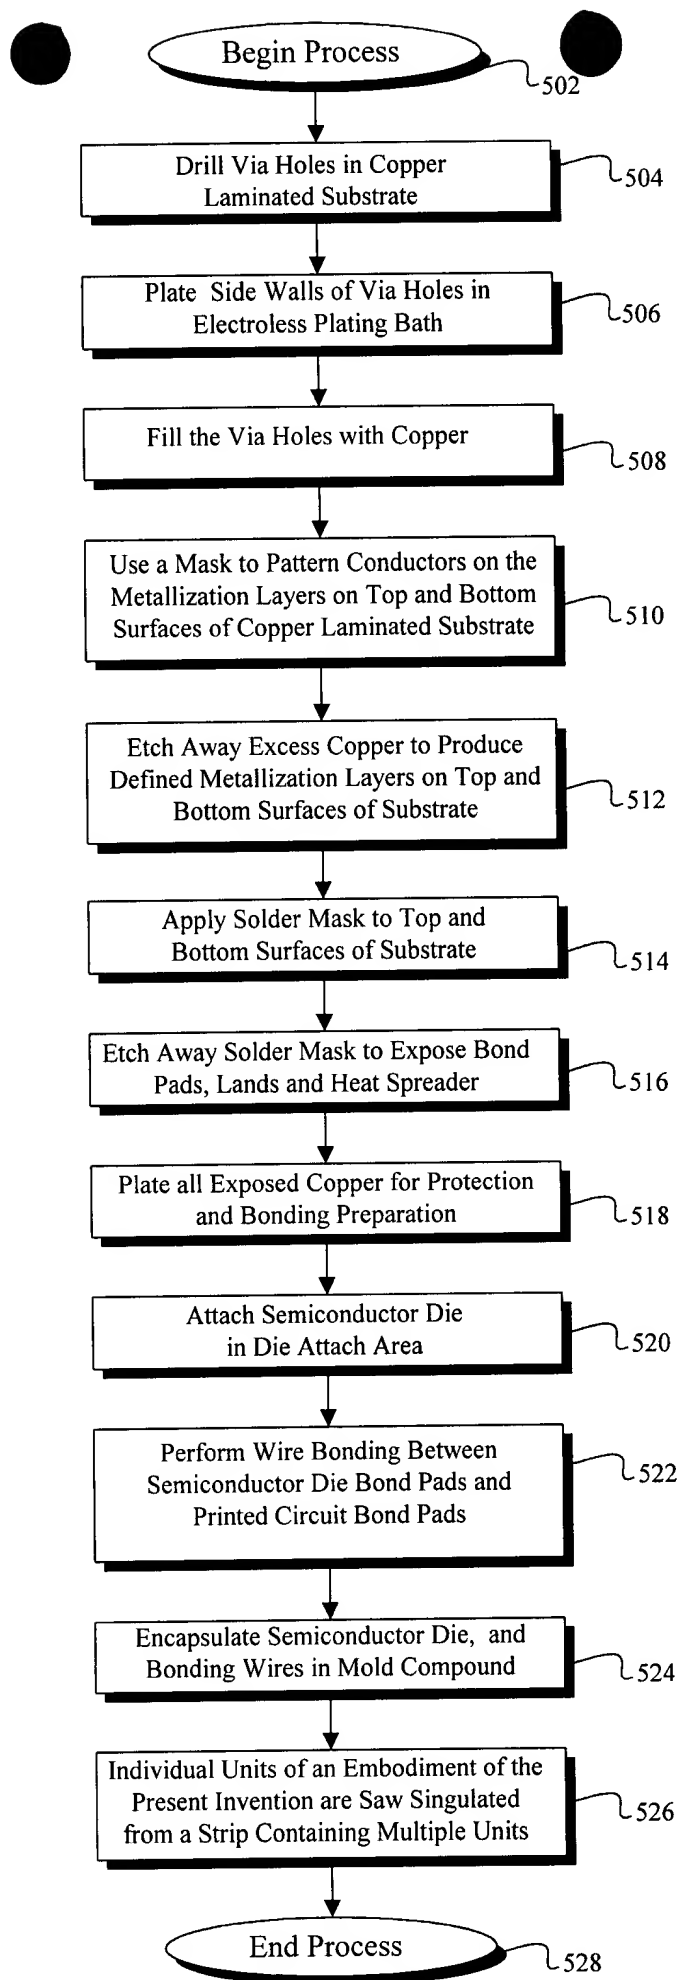 Begin Process
502
Drill Via Holes in Copper
Laminated Substrate
504
Plate Side Walls of Via Holes in
Electroless Plating Bath
506
Fill the Via Holes with Copper
508
Use a Mask to Pattern Conductors on the
Metallization Layers on Top and Bottom
Surfaces of Copper Laminated Substrate
510
Etch Away Excess Copper to Produce
Defined Metallization Layers on Top and
Bottom Surfaces of Substrate
512
Apply Solder Mask to Top and
Bottom Surfaces of Substrate
514
Etch Away Solder Mask to Expose Bond
Pads, Lands and Heat Spreader
516
Plate all Exposed Copper for Protection
and Bonding Preparation
518
Attach Semiconductor Die
in Die Attach Area
520
Perform Wire Bonding Between
Semiconductor Die Bond Pads and
Printed Circuit Bond Pads
522
Encapsulate Semiconductor Die, and
Bonding Wires in Mold Compound
524
Individual Units of an Embodiment of the
Present Invention are Saw Singulated
from a Strip Containing Multiple Units
526
End Process
528